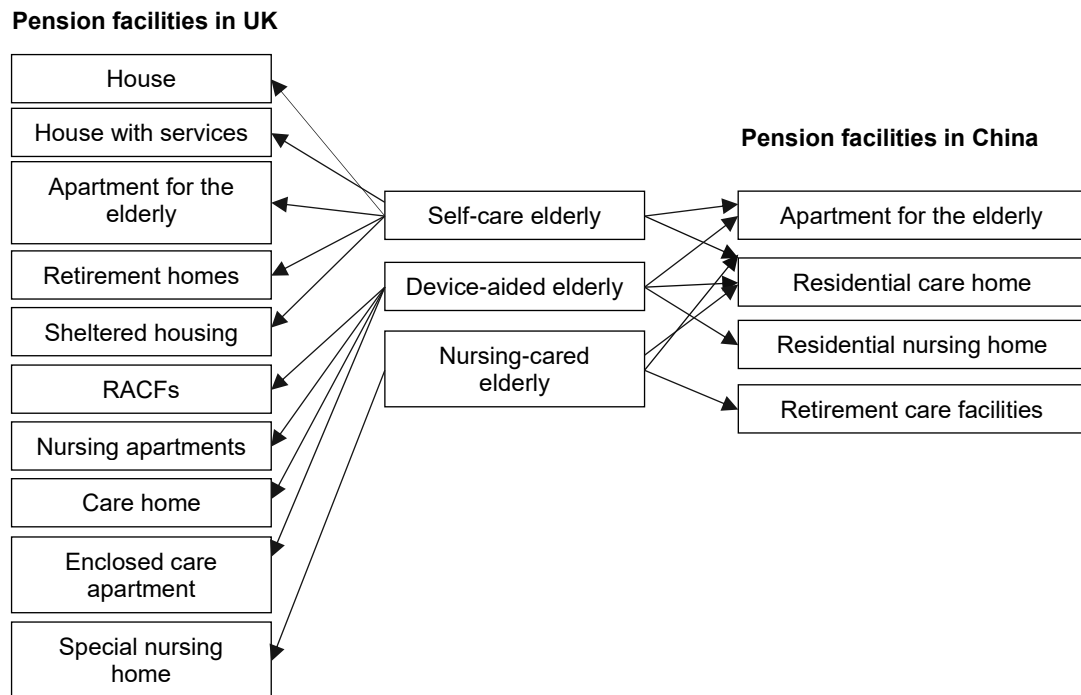 Pension facilities in UK
House
House with services
Apartment for the
elderly
Retirement homes
Sheltered housing
RACFs
Nursing apartments
Care home
Enclosed care
apartment
Special nursing
home
Self-care elderly
Device-aided elderly
Nursing-cared
elderly
Pension facilities in China
Apartment for the elderly
Residential care home
Residential nursing home
Retirement care facilities